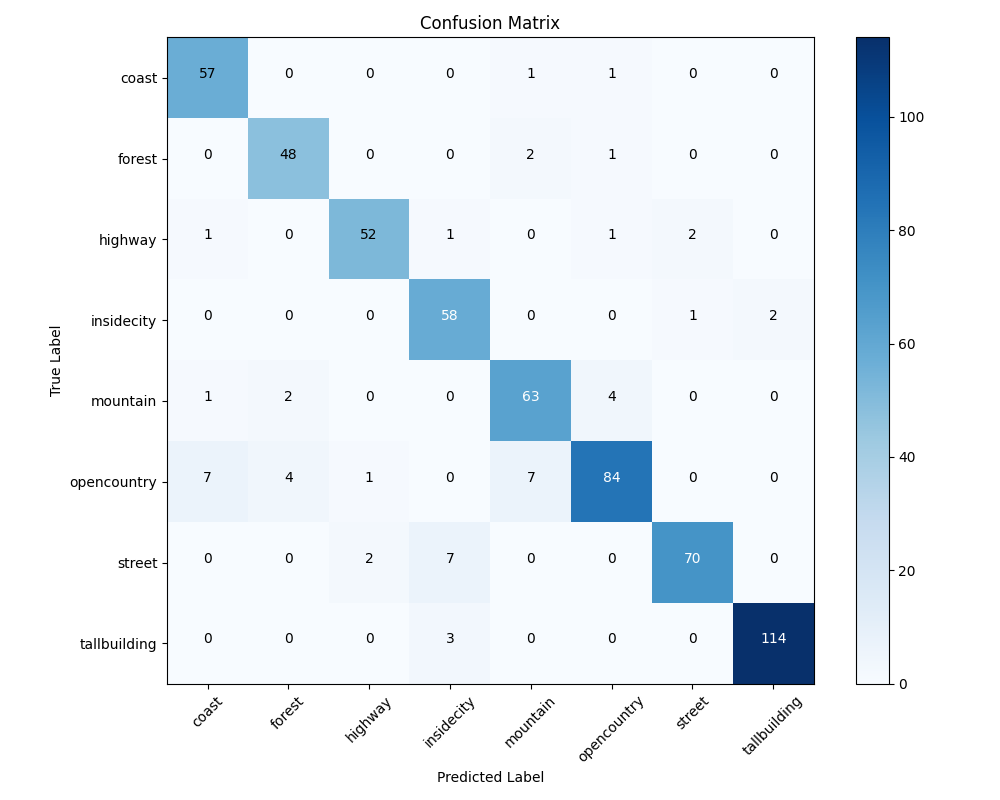 Confusion Matrix
coast 57 0 0 0 1 1 0 0
forest 0 48 0 0 2 1 0 0
highway 1 0 52 1 0 1 2 0
insidecity 0 0 0 58 0 0 1 2
mountain 1 2 0 0 63 4 0 0
opencountry 7 4 1 0 7 84 0 0
street 0 0 2 7 0 0 70 0
tallbuilding 0 0 0 3 0 0 0 114
coast forest highway insidecity mountain opencountry street tallbuilding
Predicted Label
True Label
100
80
60
40
20
0